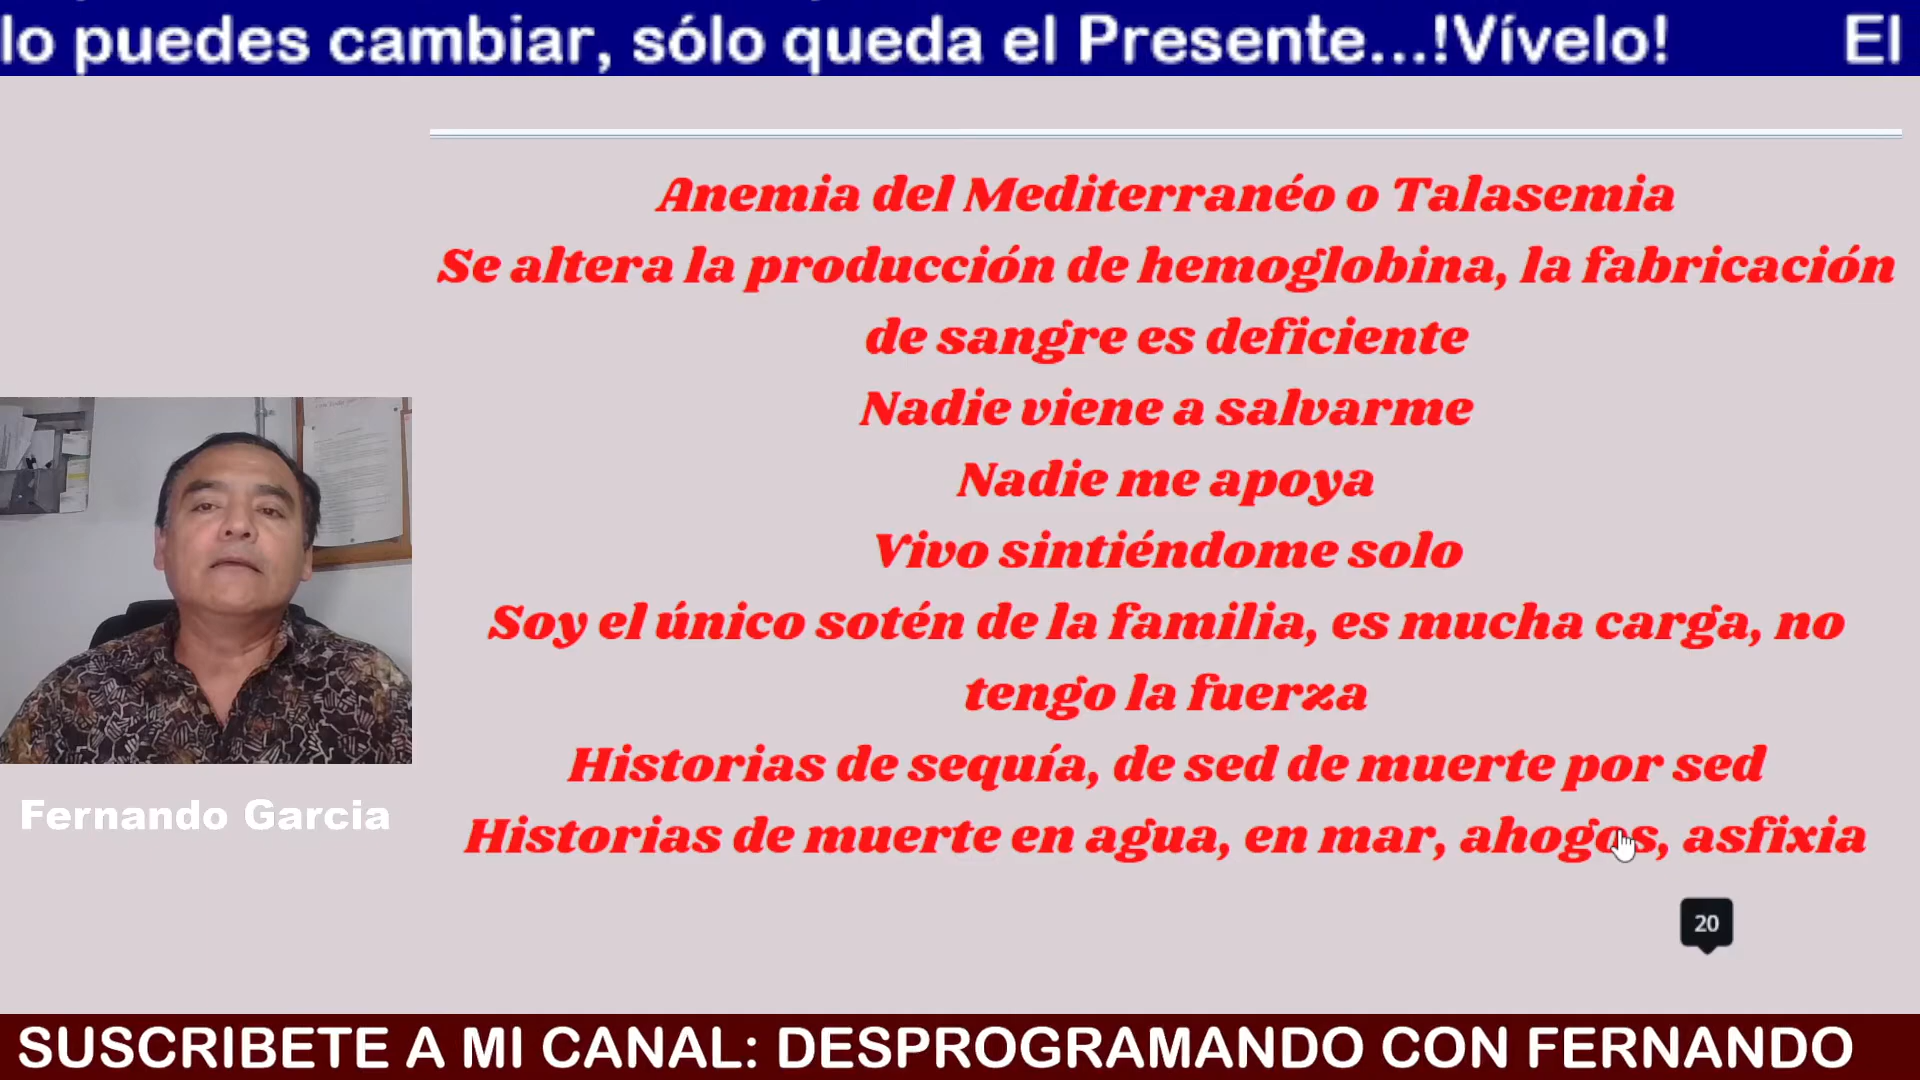 lo puedes cambiar, sólo queda el Presente...!Vívelo! El
Anemia del Mediterranéo o Talasemia
Se altera la producción de hemoglobina, la fabricación
de sangre es deficiente
Nadie viene a salvarme
Nadie me apoya
Vivo sintiéndome solo
Soy el único sotén de la familia, es mucha carga, no
tengo la fuerza
Historias de sequía, de sed de muerte por sed
Historias de muerte en agua, en mar, ahogos, asfixia
Fernando Garcia
20
SUSCRIBETE A MI CANAL: DESPROGRAMANDO CON FERNANDO